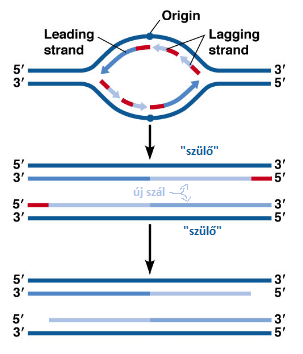 Origin
Leading strand
Lagging strand
5' 3'
3' 5'
"szülő"
5' 3'
3' 5'
új szál
5' 3'
3' 5'
"szülő"
5' 3'
3' 5'
5' 3'
3' 5'